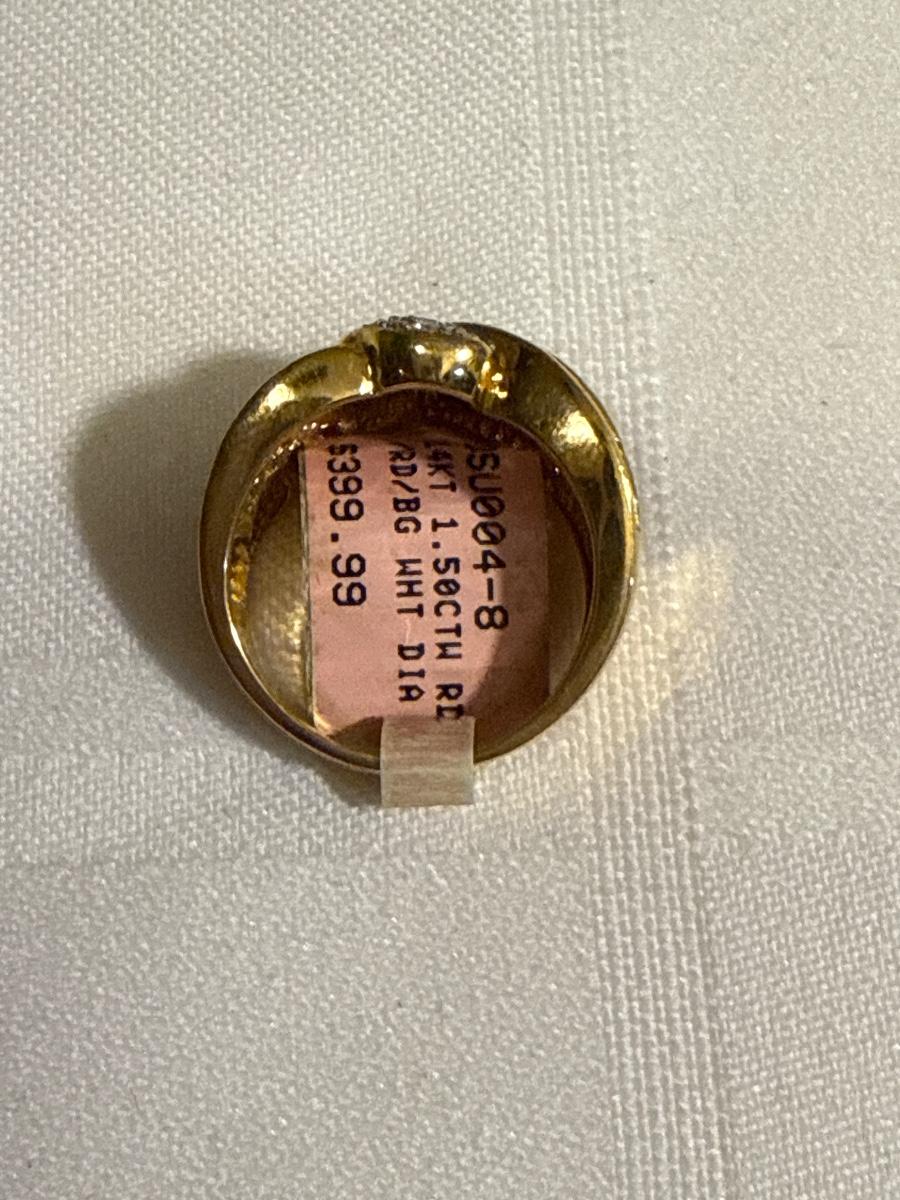 SU004-8
14KT 1.50CTW RD
RD/BG WHT DIA
$399.99